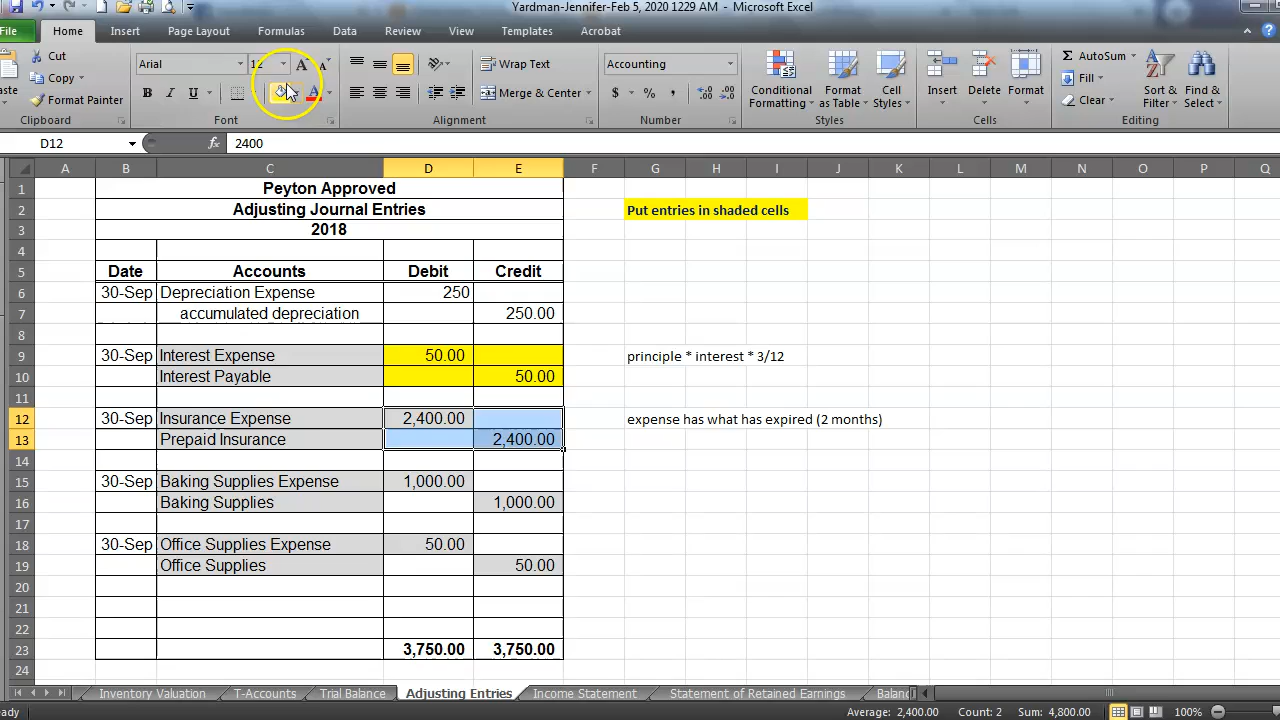 Yardman-Jennifer-Feb 5, 2020 1229 AM - Microsoft Excel
File Home Insert Page Layout Formulas Data Review View Templates Acrobat
Cut
Copy
Format Painter
Clipboard
Arial 12
B I U A
Font
Wrap Text
Merge & Center
Alignment
Accounting
$ % ,
Number
Conditional Formatting
Format as Table
Cell Styles
Styles
Insert Delete Format
Cells
AutoSum
Fill
Clear
Sort & Filter
Find & Select
Editing
D12 fx 2400
A B C D E F G H I J K L M N O P Q
1 Peyton Approved
2 Adjusting Journal Entries Put entries in shaded cells
3 2018
4
5 Date Accounts Debit Credit
6 30-Sep Depreciation Expense 250
7 accumulated depreciation 250.00
8
9 30-Sep Interest Expense 50.00 principle * interest * 3/12
10 Interest Payable 50.00
11
12 30-Sep Insurance Expense 2,400.00 expense has what has expired (2 months)
13 Prepaid Insurance 2,400.00
14
15 30-Sep Baking Supplies Expense 1,000.00
16 Baking Supplies 1,000.00
17
18 30-Sep Office Supplies Expense 50.00
19 Office Supplies 50.00
20
21
22
23 3,750.00 3,750.00
24
Inventory Valuation T-Accounts Trial Balance Adjusting Entries Income Statement Statement of Retained Earnings Balanc
ady Average: 2,400.00 Count: 2 Sum: 4,800.00 100%